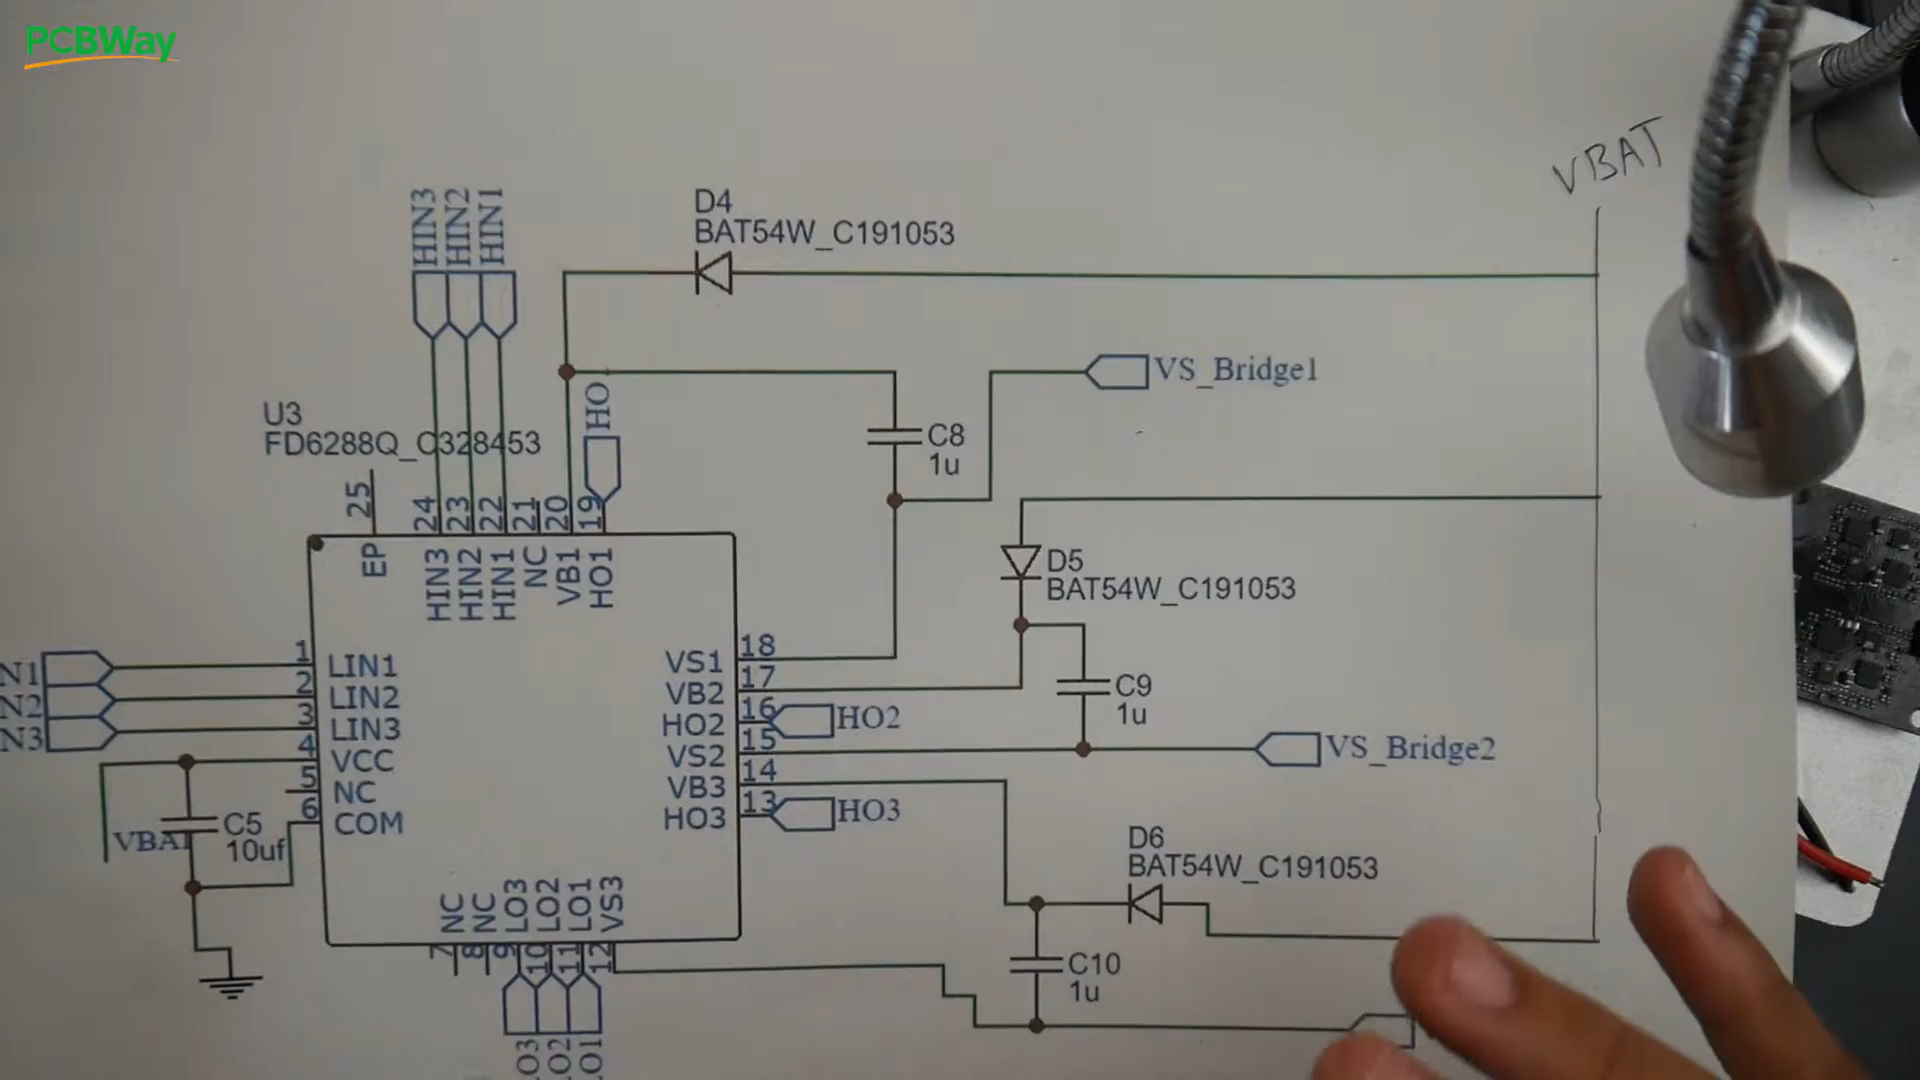 PCBWay
VBAT
D4
BAT54W_C191053
HIN3
HIN2
HIN1
VS_Bridge1
HO
U3
FD6288Q_C328453
C8
1u
25
24
23
22
21
20
19
EP
HIN3
HIN2
HIN1
NC
VB1
HO1
D5
BAT54W_C191053
N1
N2
N3
1
2
3
4
5
6
LIN1
LIN2
LIN3
VCC
NC
COM
VS1
VB2
HO2
VS2
VB3
HO3
18
17
16
15
14
13
HO2
HO3
C9
1u
VS_Bridge2
VBAT
C5
10uf
D6
BAT54W_C191053
NC
NC
LO3
LO2
LO1
VS3
7
8
9
10
11
12
C10
1u
O3
O2
O1